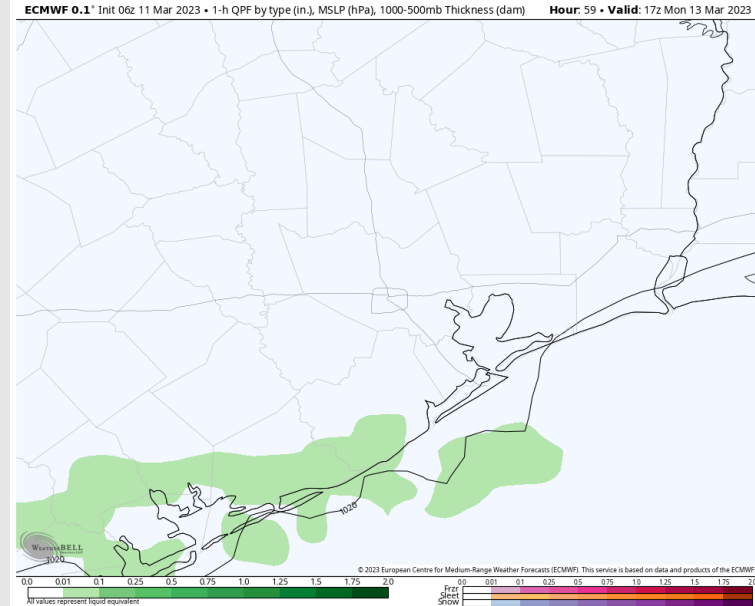 ECMWF 0.1° Init 06z 11 Mar 2023 • 1-h QPF by type (in.), MSLP (hPa), 1000-500mb Thickness (dam) Hour: 59 • Valid: 17z Mon 13 Mar 2023
1020
WEATHERBELL
1020
© 2023 European Centre for Medium-Range Weather Forecasts (ECMWF). This service is based on data and products of the ECMWF
0.0 0.01 0.1 0.25 0.5 0.75 1.0 1.25 1.5 1.75 2.0
All values represent liquid equivalent
0.0 0.01 0.1 0.25 0.5 0.75 1.0 1.25 1.5 1.75 2.0
Frzr
Sleet
Snow